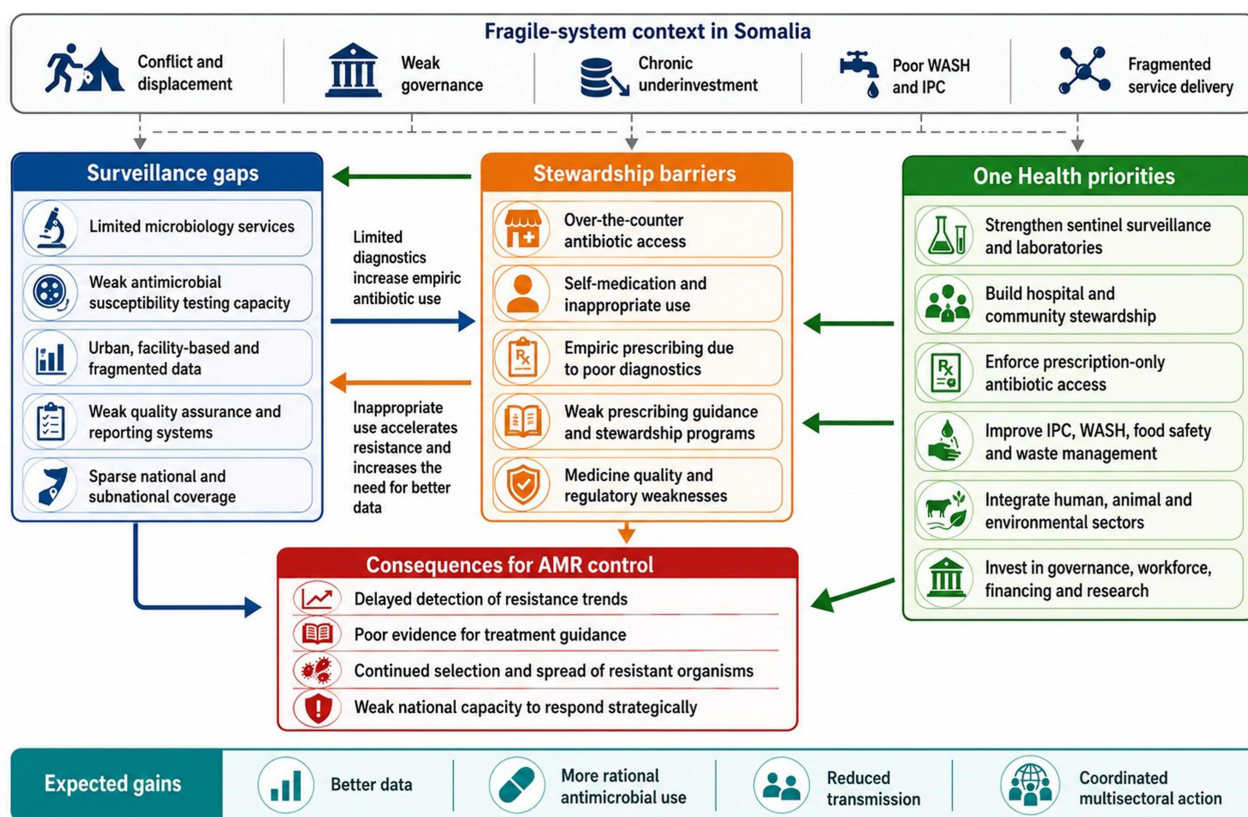 Fragile-system context in Somalia
Conflict and
displacement
Weak
governance
Chronic
underinvestment
Poor WASH
and IPC
Fragmented
service delivery
Surveillance gaps
Limited microbiology services
Weak antimicrobial
susceptibility testing capacity
Urban, facility-based and
fragmented data
Weak quality assurance and
reporting systems
Sparse national and
subnational coverage
Limited
diagnostics
increase empiric
antibiotic use
Inappropriate
use accelerates
resistance and
increases the
need for better
data
Stewardship barriers
Over-the-counter
antibiotic access
Self-medication and
inappropriate use
Rx
Empiric prescribing due
to poor diagnostics
Weak prescribing guidance
and stewardship programs
Medicine quality and
regulatory weaknesses
One Health priorities
Strengthen sentinel surveillance
and laboratories
Build hospital and
community stewardship
Rx
Enforce prescription-only
antibiotic access
Improve IPC, WASH, food safety
and waste management
Integrate human, animal and
environmental sectors
Invest in governance, workforce,
financing and research
Consequences for AMR control
Delayed detection of resistance trends
Poor evidence for treatment guidance
Continued selection and spread of resistant organisms
Weak national capacity to respond strategically
Expected gains
Better data
More rational
antimicrobial use
Reduced
transmission
Coordinated
multisectoral action